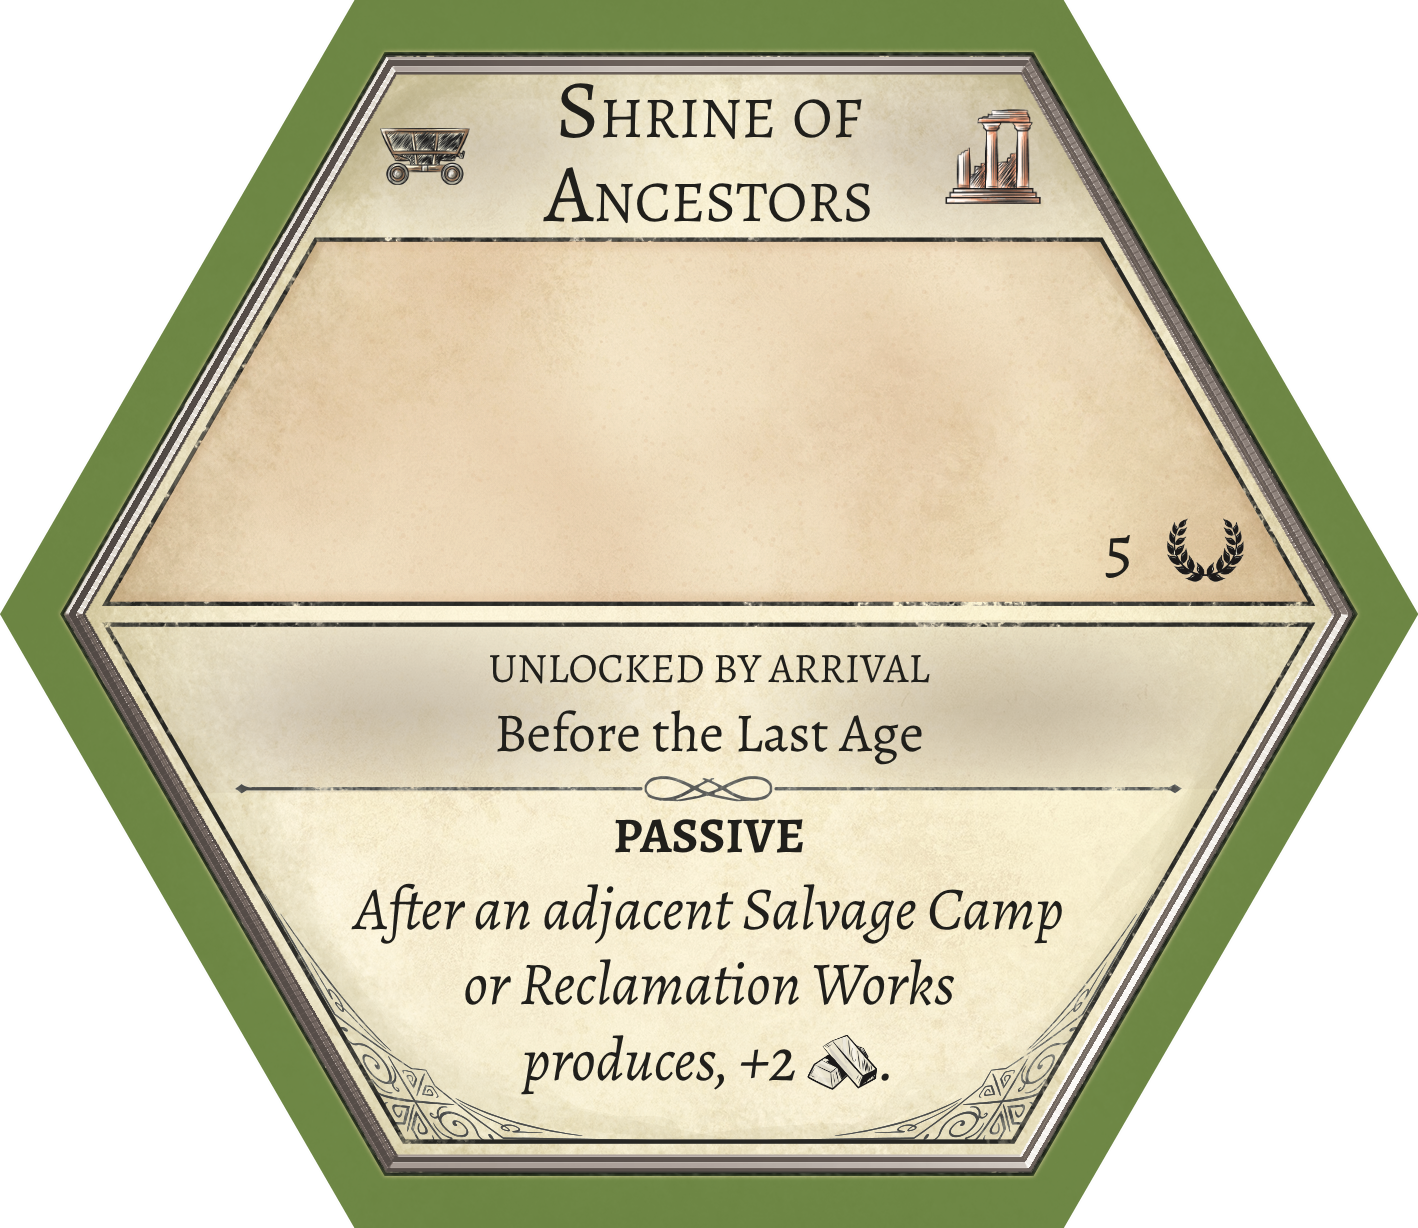 Shrine of
Ancestors
5
UNLOCKED BY ARRIVAL
Before the Last Age
PASSIVE
After an adjacent Salvage Camp
or Reclamation Works
produces, +2 .